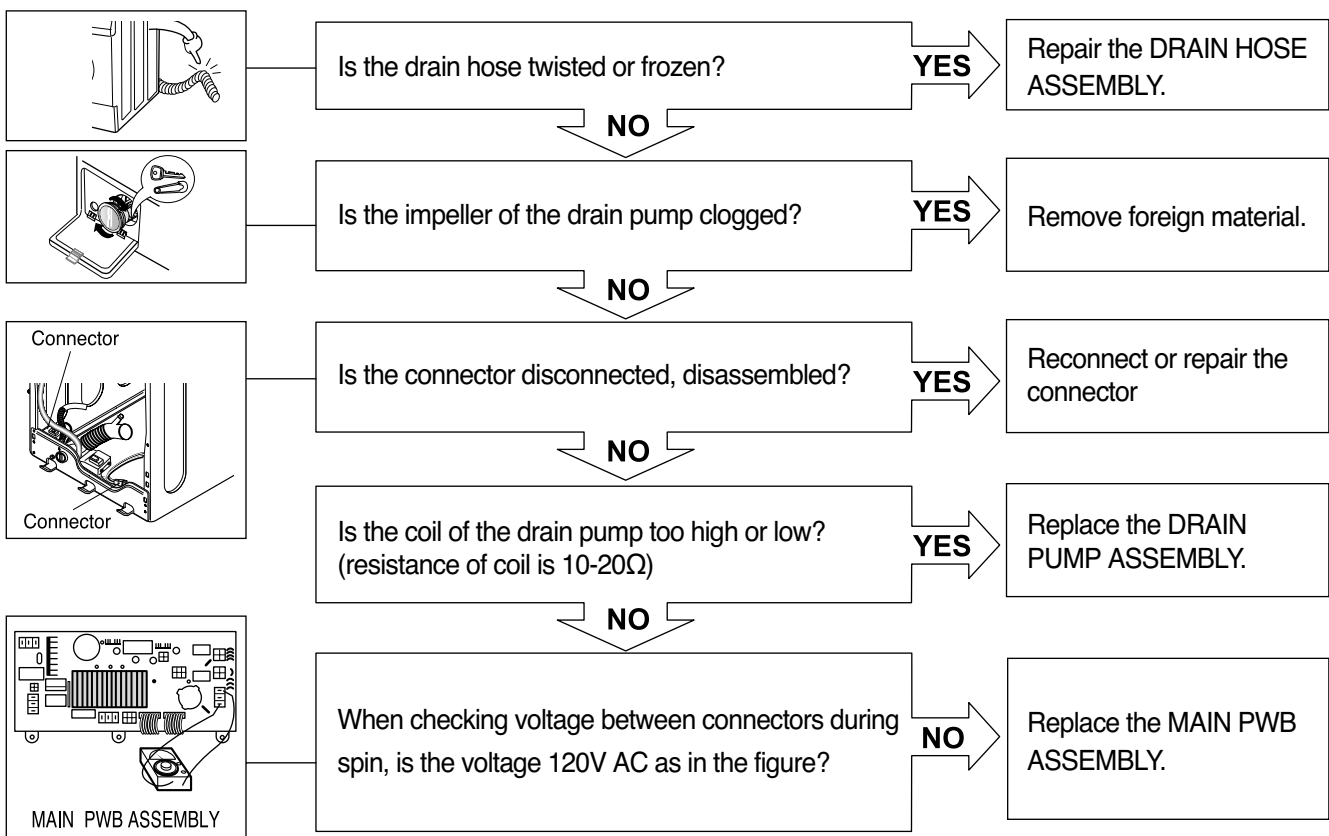 Is the drain hose twisted or frozen?
YES
Repair the DRAIN HOSE
ASSEMBLY.
NO
Is the impeller of the drain pump clogged?
YES
Remove foreign material.
NO
Connector
Connector
Is the connector disconnected, disassembled?
YES
Reconnect or repair the
connector
NO
Is the coil of the drain pump too high or low?
(resistance of coil is 10-20Ω)
YES
Replace the DRAIN
PUMP ASSEMBLY.
NO
MAIN PWB ASSEMBLY
When checking voltage between connectors during
spin, is the voltage 120V AC as in the figure?
NO
Replace the MAIN PWB
ASSEMBLY.